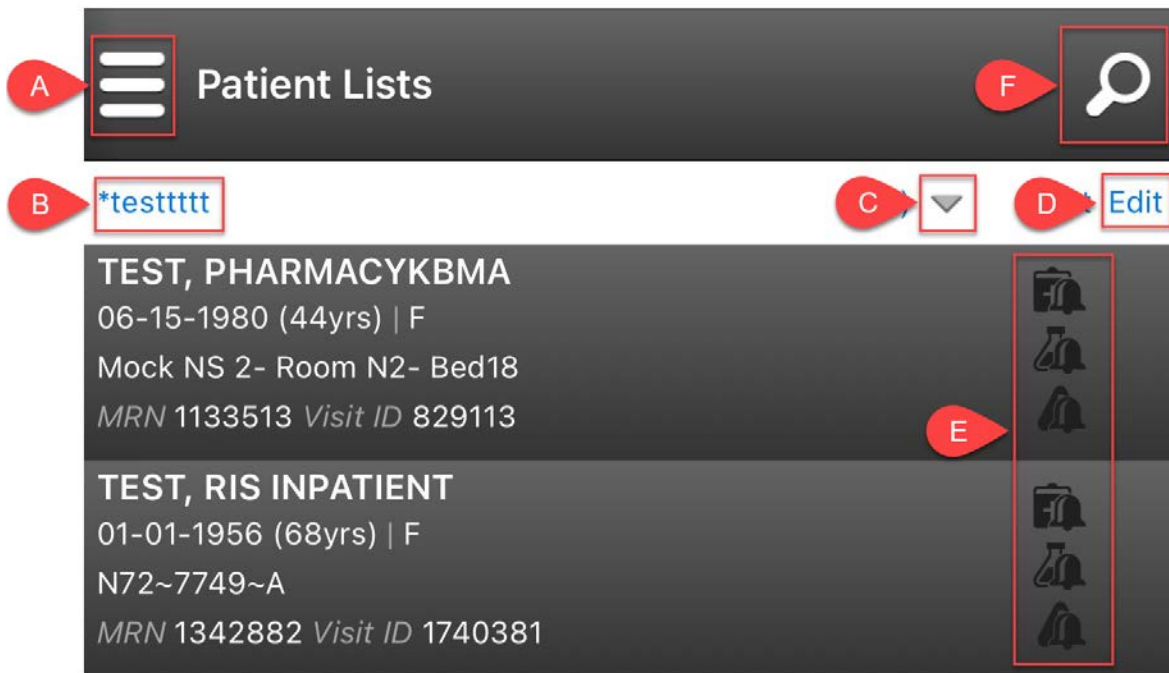 A Patient Lists F
B *testtttt C ) D t Edit
TEST, PHARMACYKBMA
06-15-1980 (44yrs) | F
Mock NS 2- Room N2- Bed18
MRN 1133513 Visit ID 829113
E
TEST, RIS INPATIENT
01-01-1956 (68yrs) | F
N72~7749~A
MRN 1342882 Visit ID 1740381